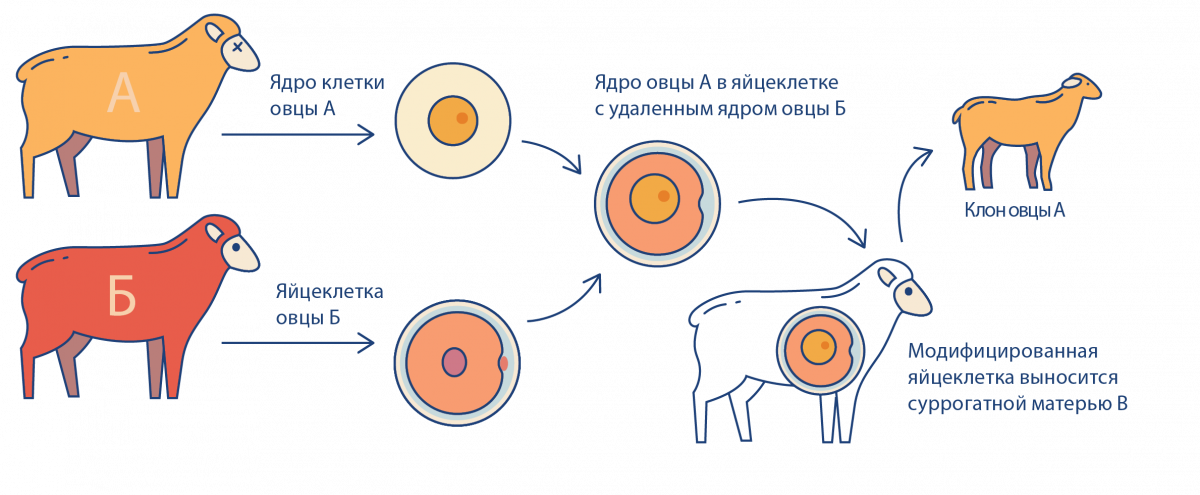 А
Ядро клетки
овцы А
Ядро овцы А в яйцеклетке
с удаленным ядром овцы Б
Клон овцы А
Б
Яйцеклетка
овцы Б
Модифицированная
яйцеклетка выносится
суррогатной матерью В